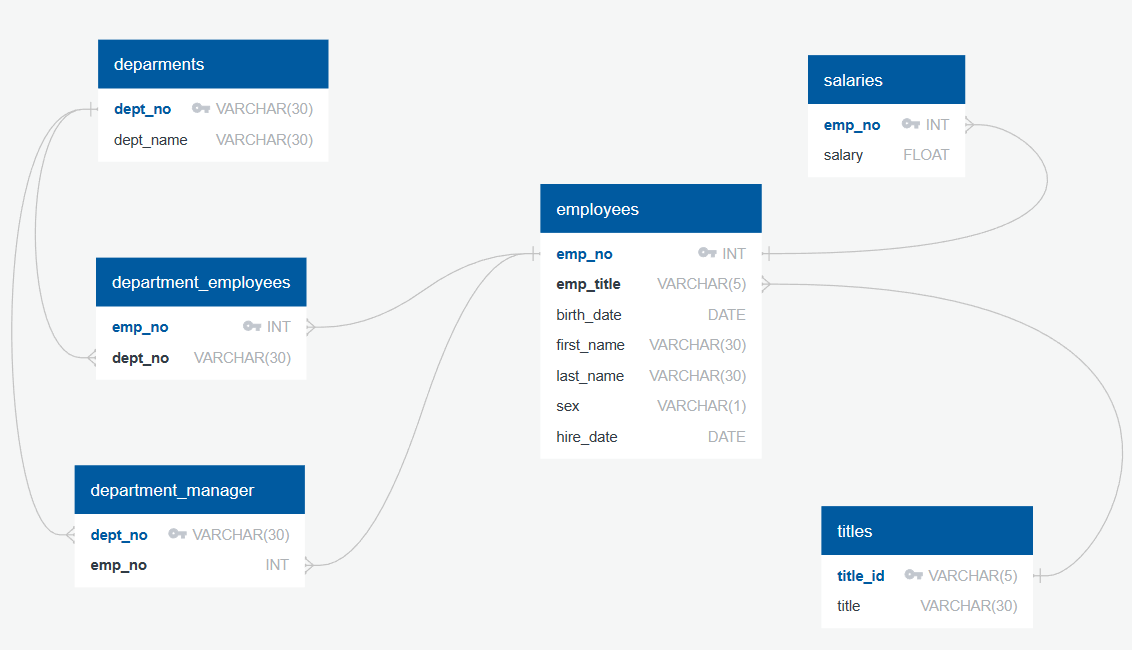 deparments
dept_no VARCHAR(30)
dept_name VARCHAR(30)
department_employees
emp_no INT
dept_no VARCHAR(30)
department_manager
dept_no VARCHAR(30)
emp_no INT
employees
emp_no INT
emp_title VARCHAR(5)
birth_date DATE
first_name VARCHAR(30)
last_name VARCHAR(30)
sex VARCHAR(1)
hire_date DATE
salaries
emp_no INT
salary FLOAT
titles
title_id VARCHAR(5)
title VARCHAR(30)